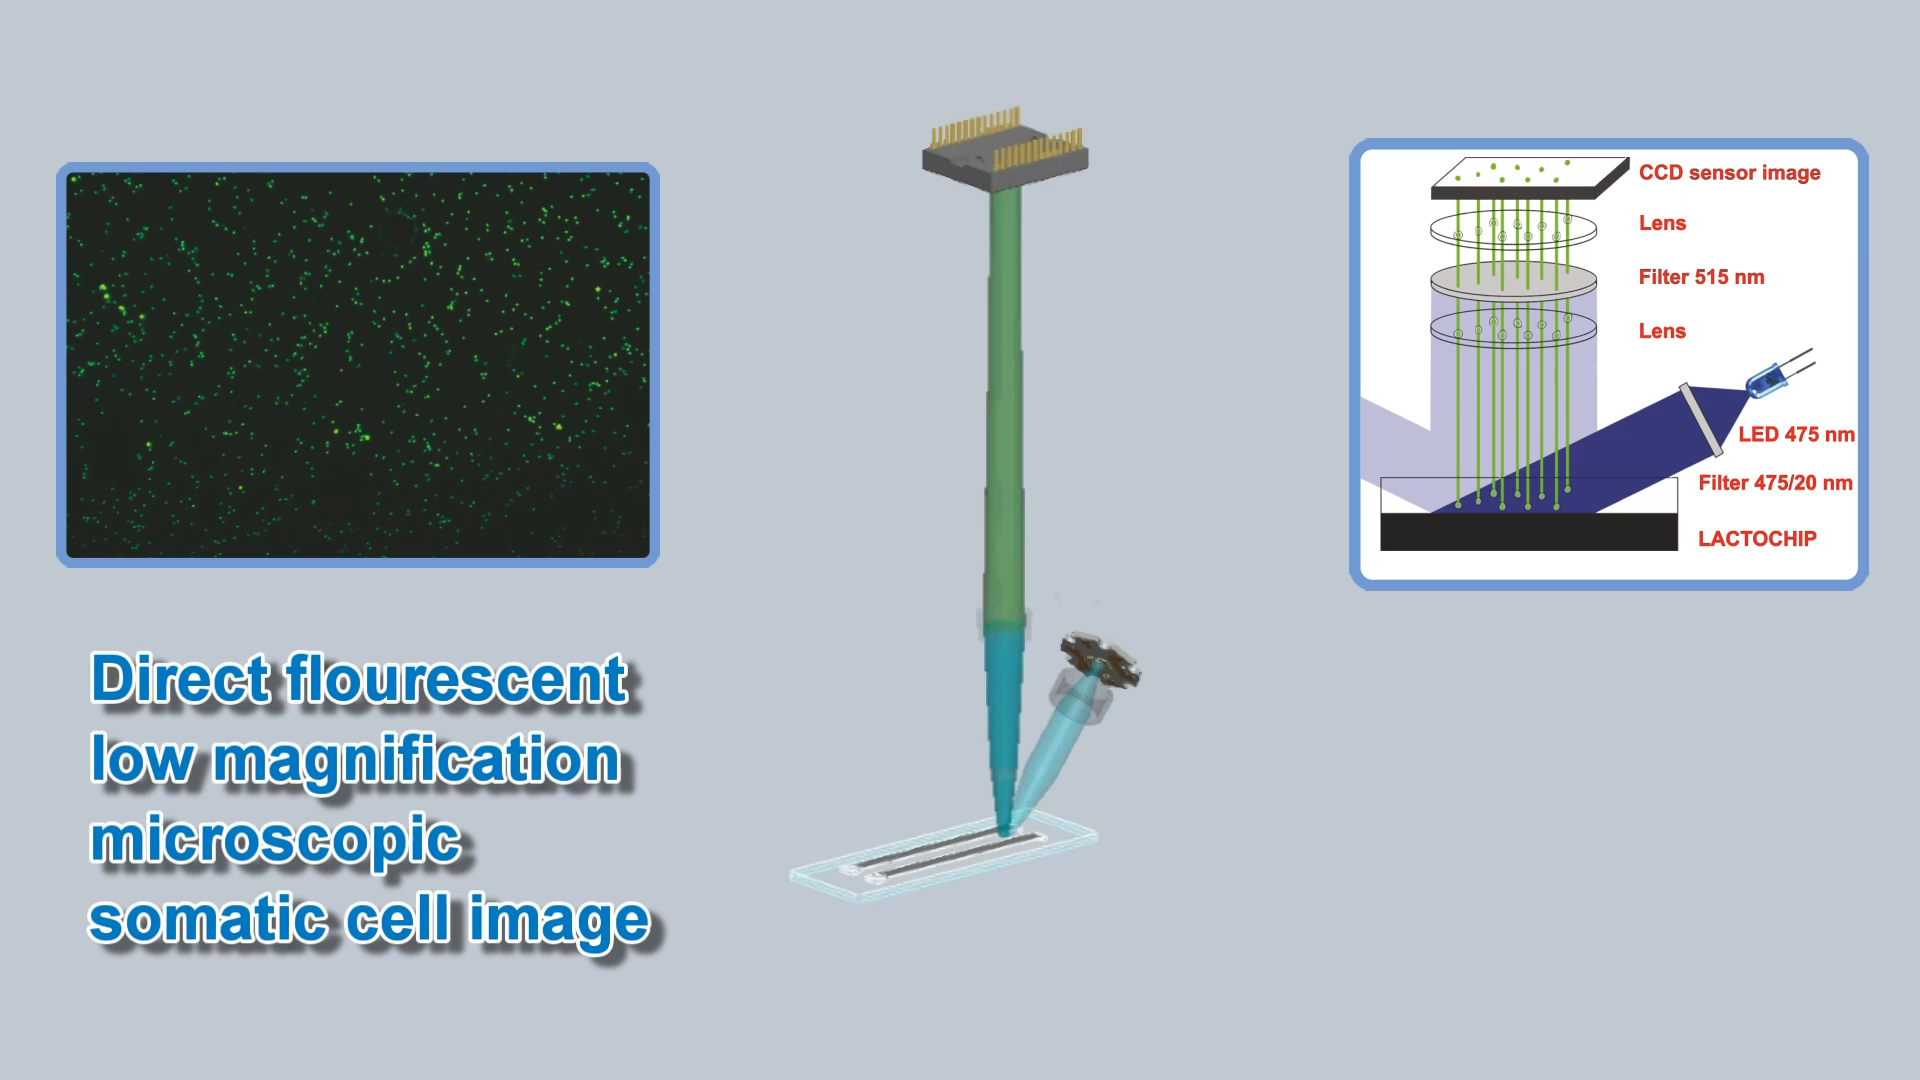 Direct flourescent
low magnification
microscopic
somatic cell image
CCD sensor image
Lens
Filter 515 nm
Lens
LED 475 nm
Filter 475/20 nm
LACTOCHIP